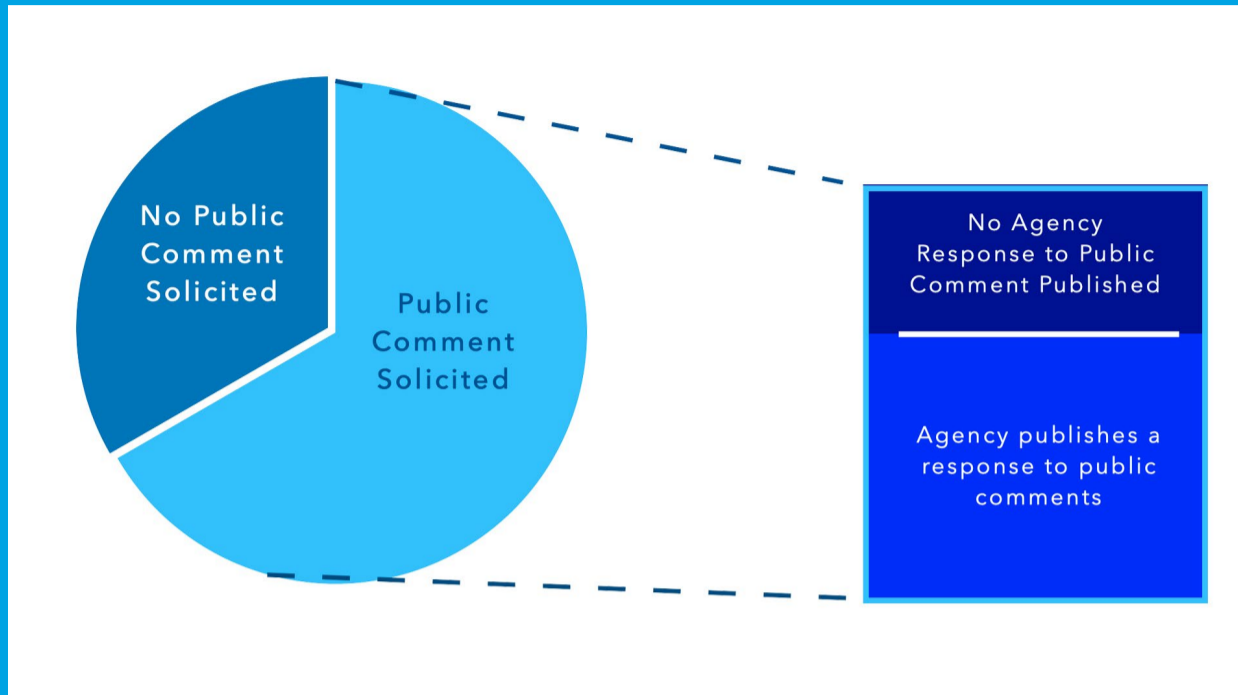 No Public
Comment
Solicited
Public
Comment
Solicited
No Agency
Response to Public
Comment Published
Agency publishes a
response to public
comments